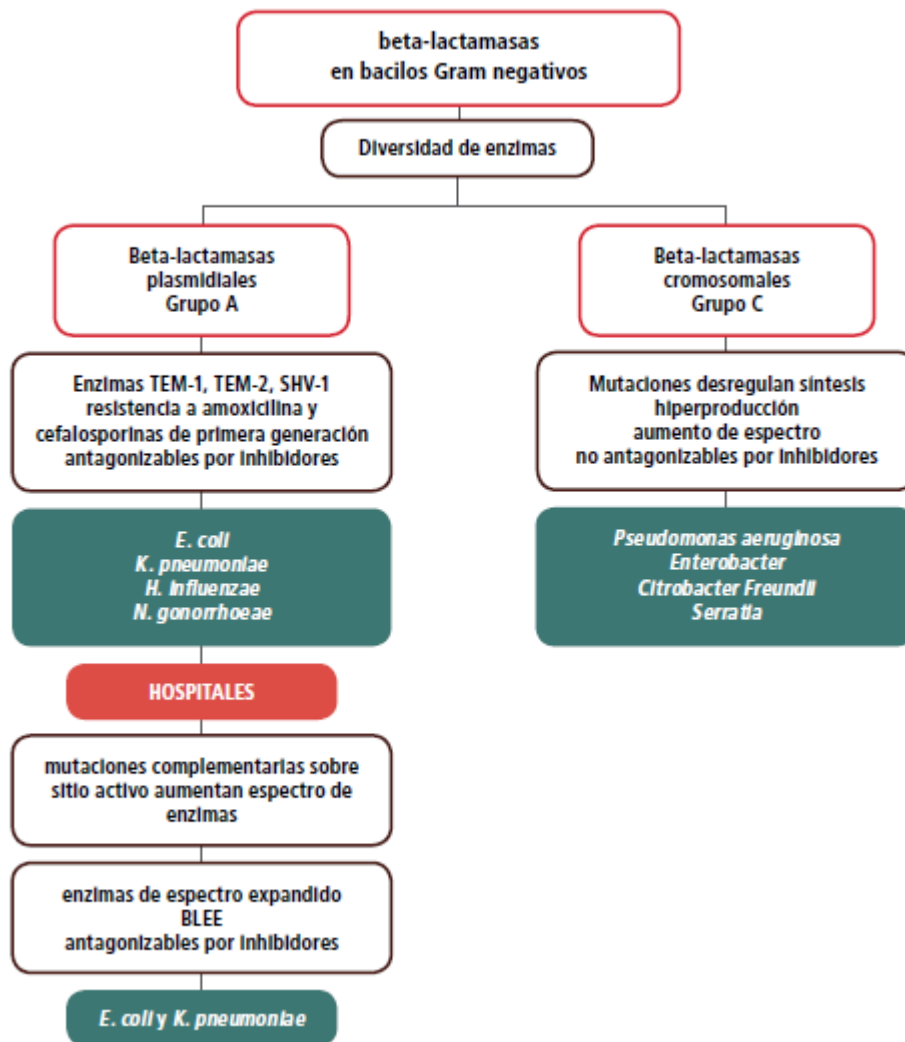 beta-lactamasas
en bacilos Gram negativos
Diversidad de enzimas
Beta-lactamasas
plasmidiales
Grupo A
Beta-lactamasas
cromosomales
Grupo C
Enzimas TEM-1, TEM-2, SHV-1
resistencia a amoxicilina y
cefalosporinas de primera generación
antagonizables por inhibidores
Mutaciones desregulan síntesis
hiperproducción
aumento de espectro
no antagonizables por inhibidores
E. coli
K. pneumoniae
H. influenzae
N. gonorrhoeae
Pseudomonas aeruginosa
Enterobacter
Citrobacter Freundii
Serratia
HOSPITALES
mutaciones complementarias sobre
sitio activo aumentan espectro de
enzimas
enzimas de espectro expandido
BLEE
antagonizables por inhibidores
E. coli y K. pneumoniae